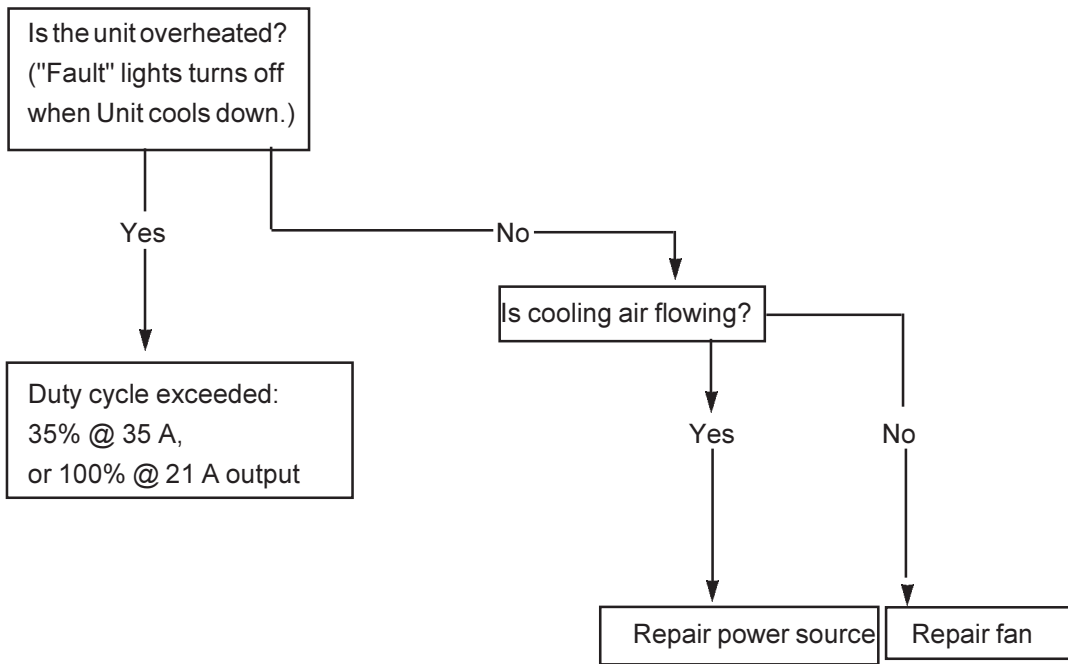 Is the unit overheated?
("Fault" lights turns off
when Unit cools down.)
Yes
No
Is cooling air flowing?
Duty cycle exceeded:
35% @ 35 A,
or 100% @ 21 A output
Yes
No
Repair power source
Repair fan